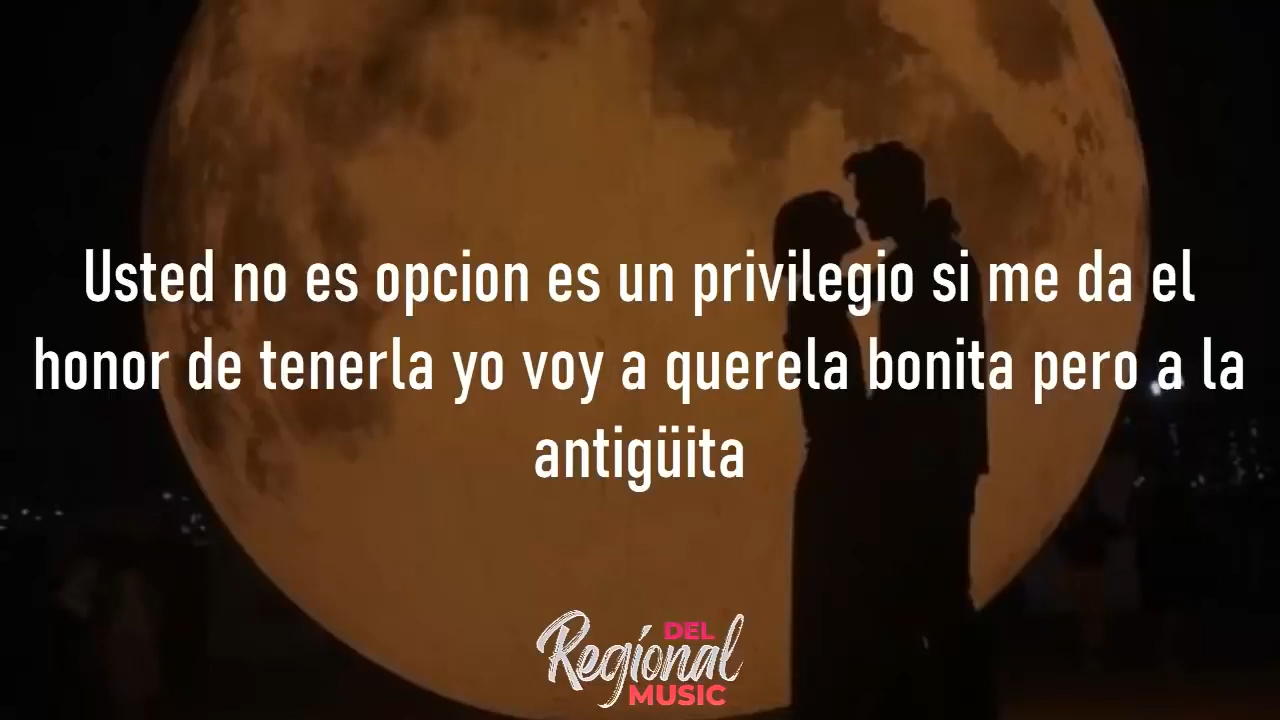 Usted no es opcion es un privilegio si me da el
honor de tenerla yo voy a querela bonita pero a la
antigüita
DEL
Regional
MUSIC